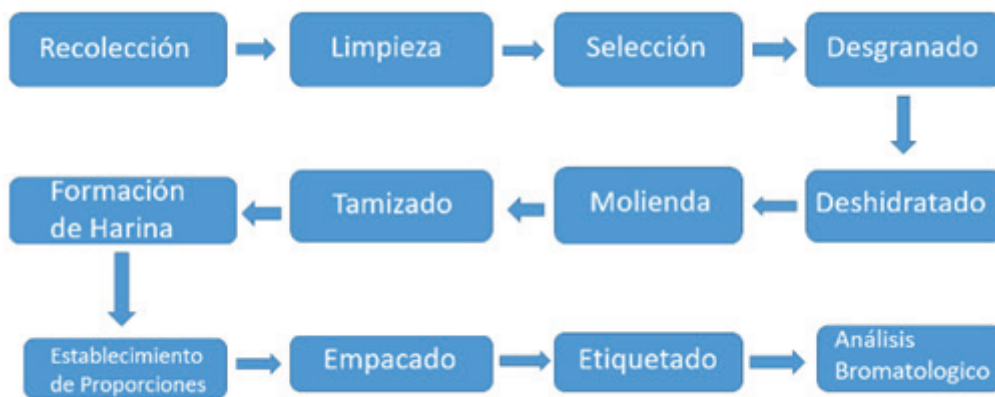 Recolección
Limpieza
Selección
Desgranado
Deshidratado
Molienda
Tamizado
Formación
de Harina
Establecimiento
de Proporciones
Empacado
Etiquetado
Análisis
Bromatologico